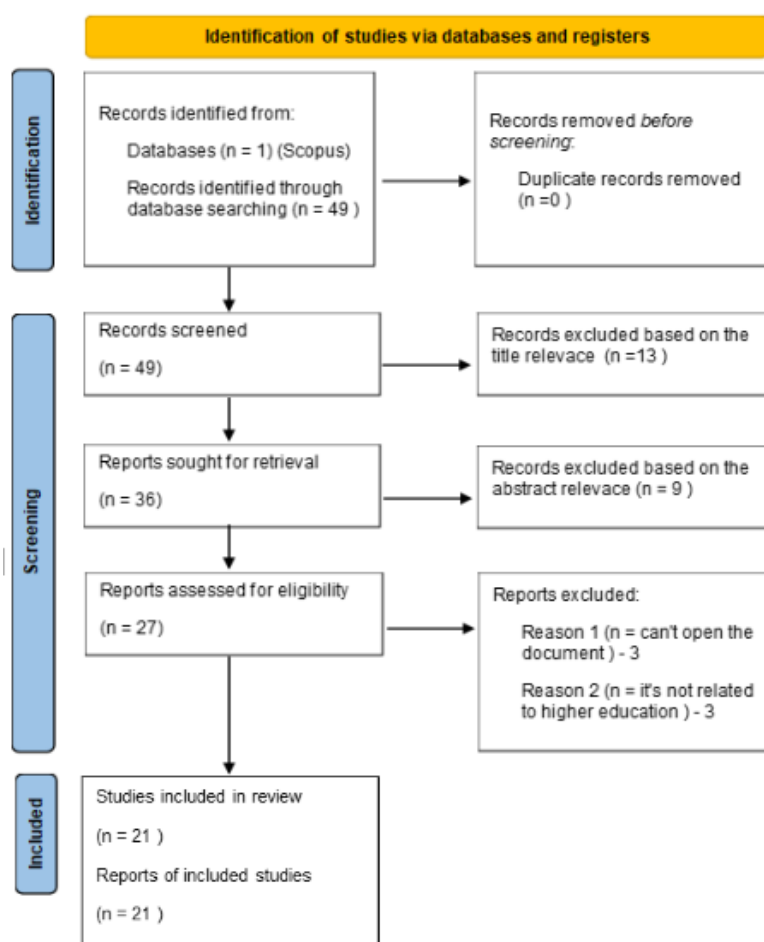 Identification of studies via databases and registers
Identification
Records identified from:
Databases (n = 1) (Scopus)
Records identified through
database searching (n = 49 )
Records removed before
screening:
Duplicate records removed
(n =0 )
Screening
Records screened
(n = 49)
Records excluded based on the
title relevace (n =13 )
Reports sought for retrieval
(n = 36)
Records excluded based on the
abstract relevace (n = 9 )
Reports assessed for eligibility
(n = 27)
Reports excluded:
Reason 1 (n = can't open the
document ) - 3
Reason 2 (n = it's not related
to higher education ) - 3
Included
Studies included in review
(n = 21 )
Reports of included studies
(n = 21 )